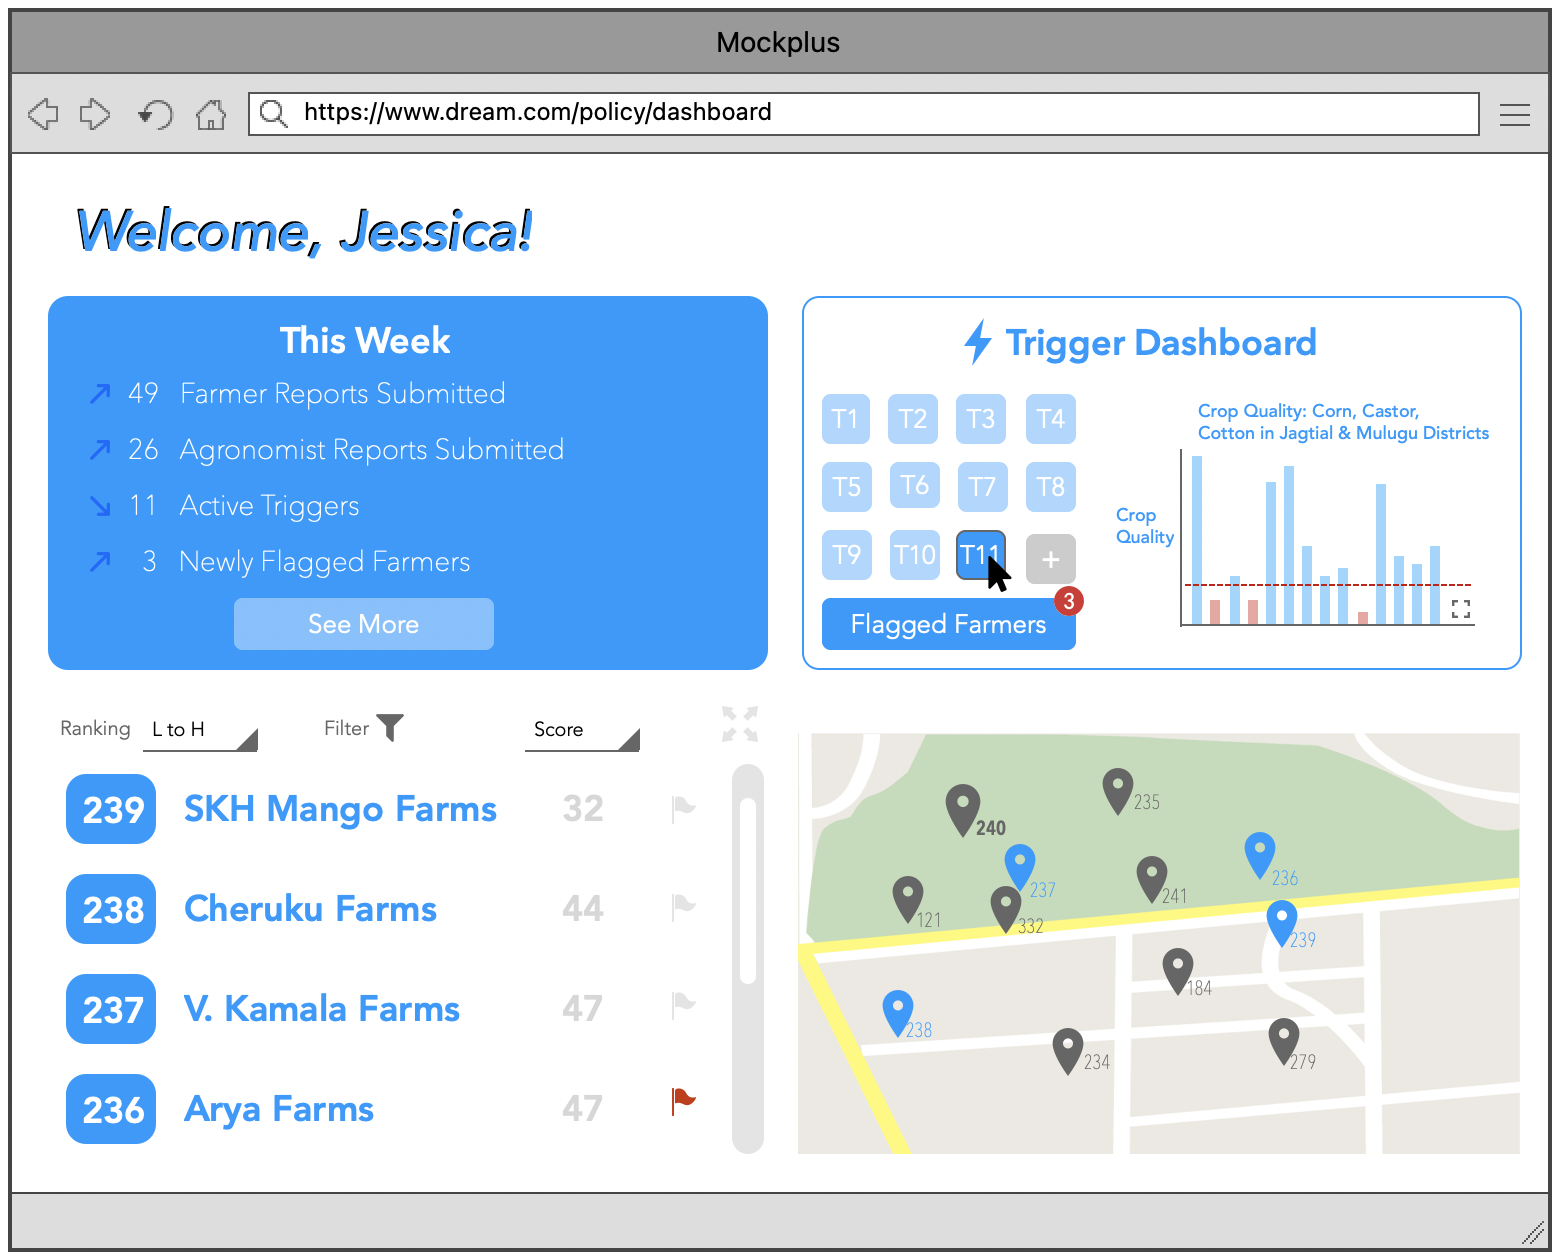 Mockplus
https://www.dream.com/policy/dashboard
Welcome, Jessica!
This Week
49 Farmer Reports Submitted
26 Agronomist Reports Submitted
11 Active Triggers
3 Newly Flagged Farmers
See More
Trigger Dashboard
T1 T2 T3 T4
T5 T6 T7 T8
T9 T10 T11 +
3
Flagged Farmers
Crop Quality: Corn, Castor,
Cotton in Jagtial & Mulugu Districts
Crop
Quality
Ranking L to H Filter Score
239 SKH Mango Farms 32
238 Cheruku Farms 44
237 V. Kamala Farms 47
236 Arya Farms 47
235
240
236
237
241
121
332
239
184
238
234
279